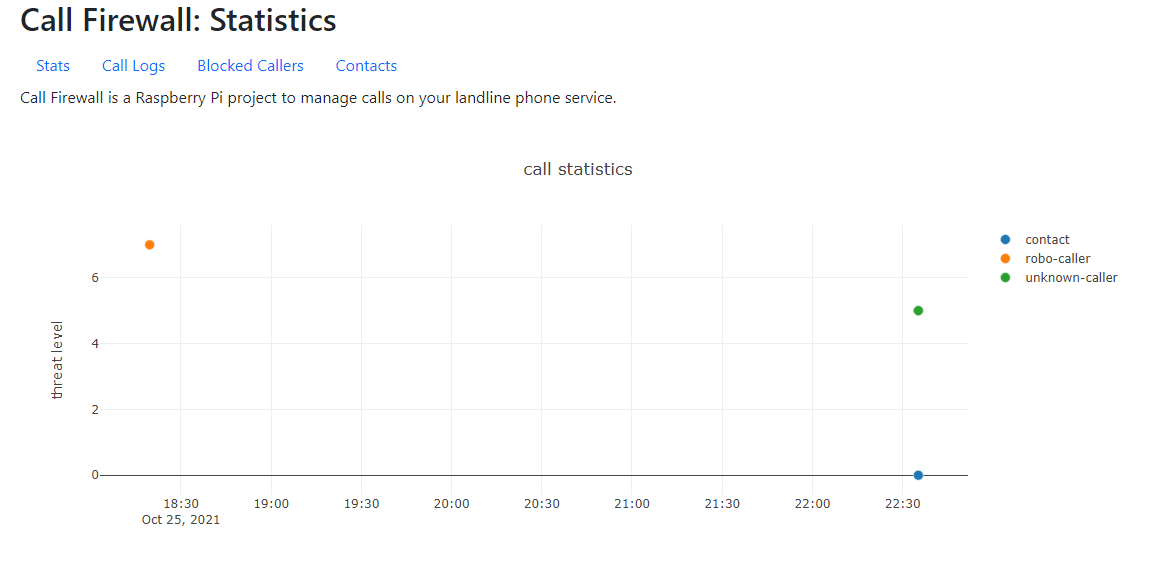 Call Firewall: Statistics
Stats Call Logs Blocked Callers Contacts
Call Firewall is a Raspberry Pi project to manage calls on your landline phone service.
call statistics
contact
robo-caller
unknown-caller
threat level
6
4
2
0
18:30 19:00 19:30 20:00 20:30 21:00 21:30 22:00 22:30
Oct 25, 2021